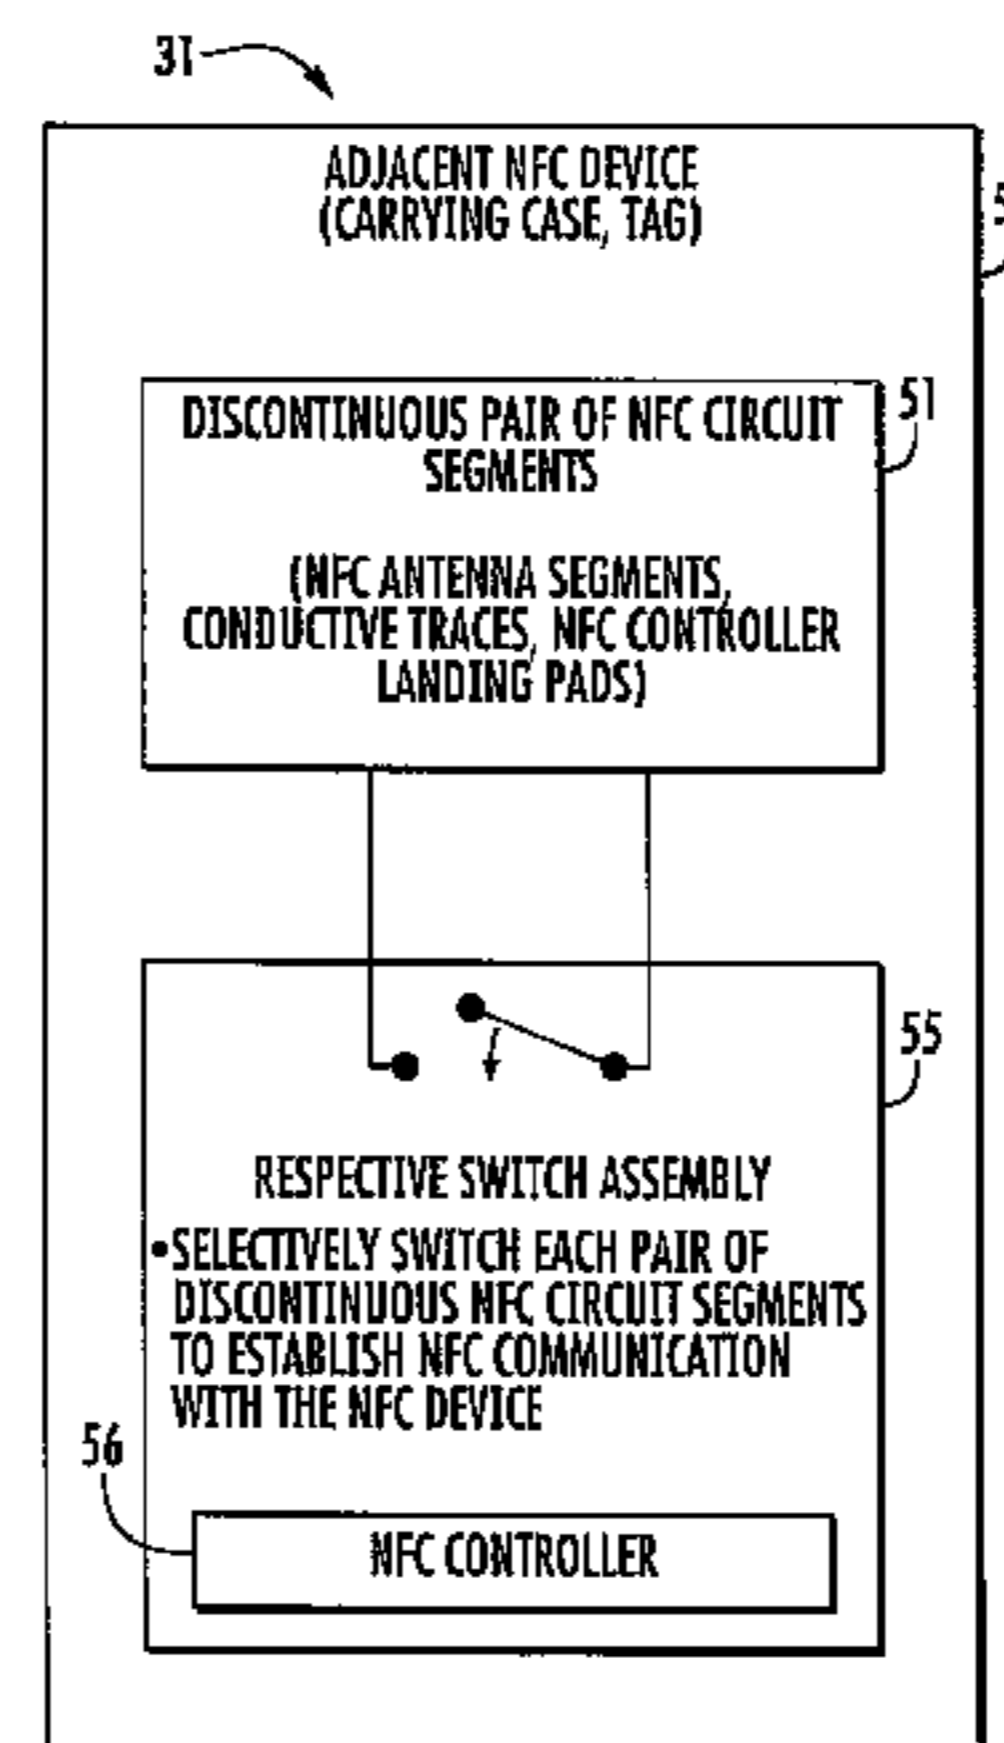 31
ADJACENT NFC DEVICE
(CARRYING CASE, TAG)
5
DISCONTINUOUS PAIR OF NFC CIRCUIT
SEGMENTS
51
(NFC ANTENNA SEGMENTS,
CONDUCTIVE TRACES, NFC CONTROLLER
LANDING PADS)
55
RESPECTIVE SWITCH ASSEMBLY
•SELECTIVELY SWITCH EACH PAIR OF
DISCONTINUOUS NFC CIRCUIT SEGMENTS
TO ESTABLISH NFC COMMUNICATION
WITH THE NFC DEVICE
56
NFC CONTROLLER